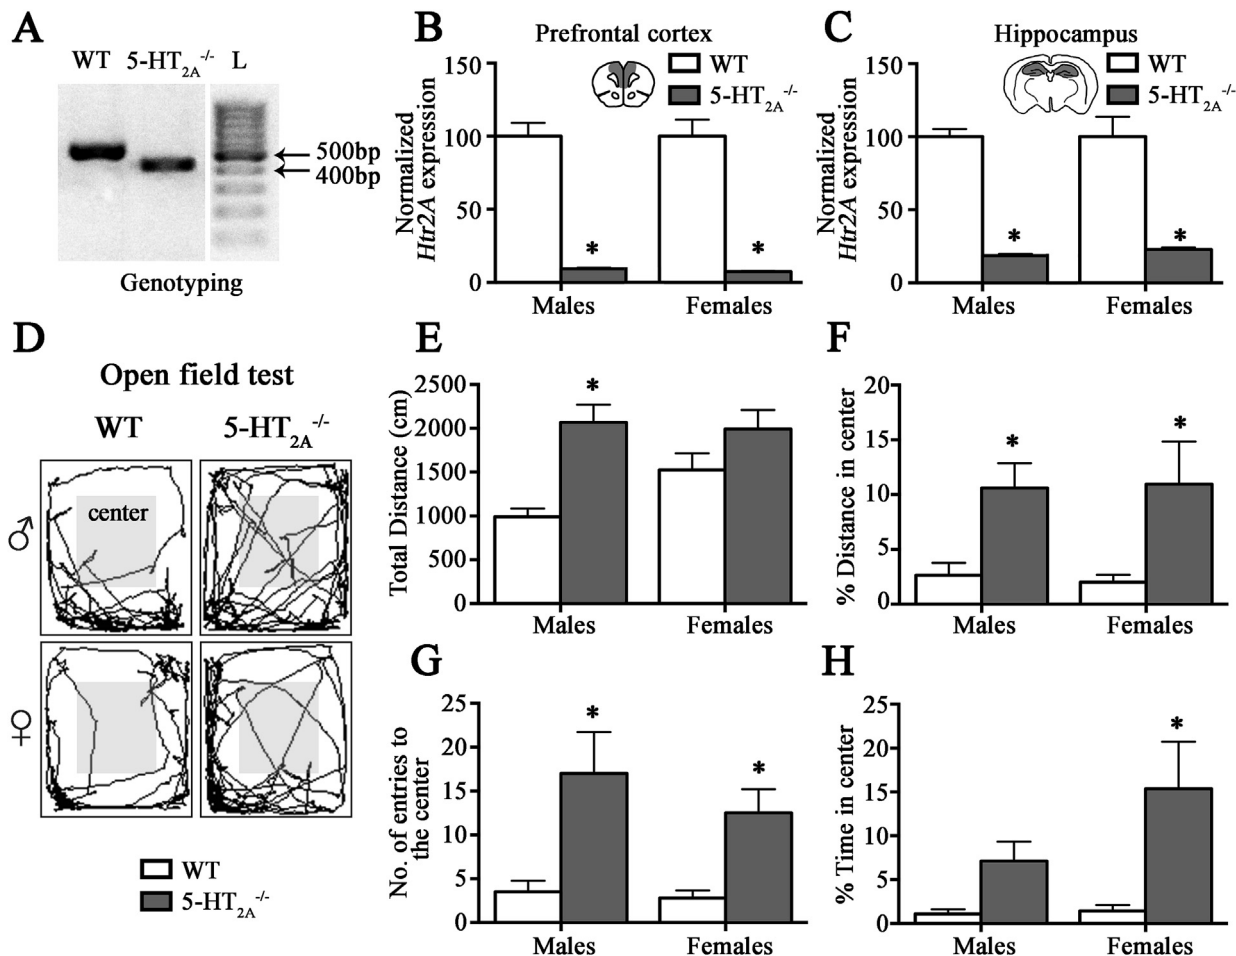 A
WT 5-HT2A-/- L
500bp
400bp
Genotyping
B
Prefrontal cortex
WT
5-HT2A-/-
Normalized
Htr2A expression
150
100
50
0
*
*
Males Females
C
Hippocampus
WT
5-HT2A-/-
Normalized
Htr2A expression
150
100
50
0
*
*
Males Females
D
Open field test
WT 5-HT2A-/-
♂
center
♀
WT
5-HT2A-/-
E
Total Distance (cm)
2500
2000
1500
1000
500
0
*
Males Females
F
% Distance in center
20
15
10
5
0
*
*
Males Females
G
No. of entries to
the center
25
20
15
10
5
0
*
*
Males Females
H
% Time in center
25
20
15
10
5
0
*
Males Females